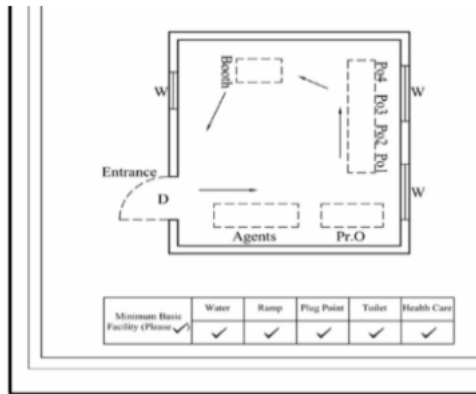 Booth
Po4 Po3 Po2 Po1
W
W
Entrance
D
W
Agents
Pr.O
Minimum Basic
Facility (Please ✓)
Water
Ramp
Plug Point
Toilet
Health Care
✓
✓
✓
✓
✓